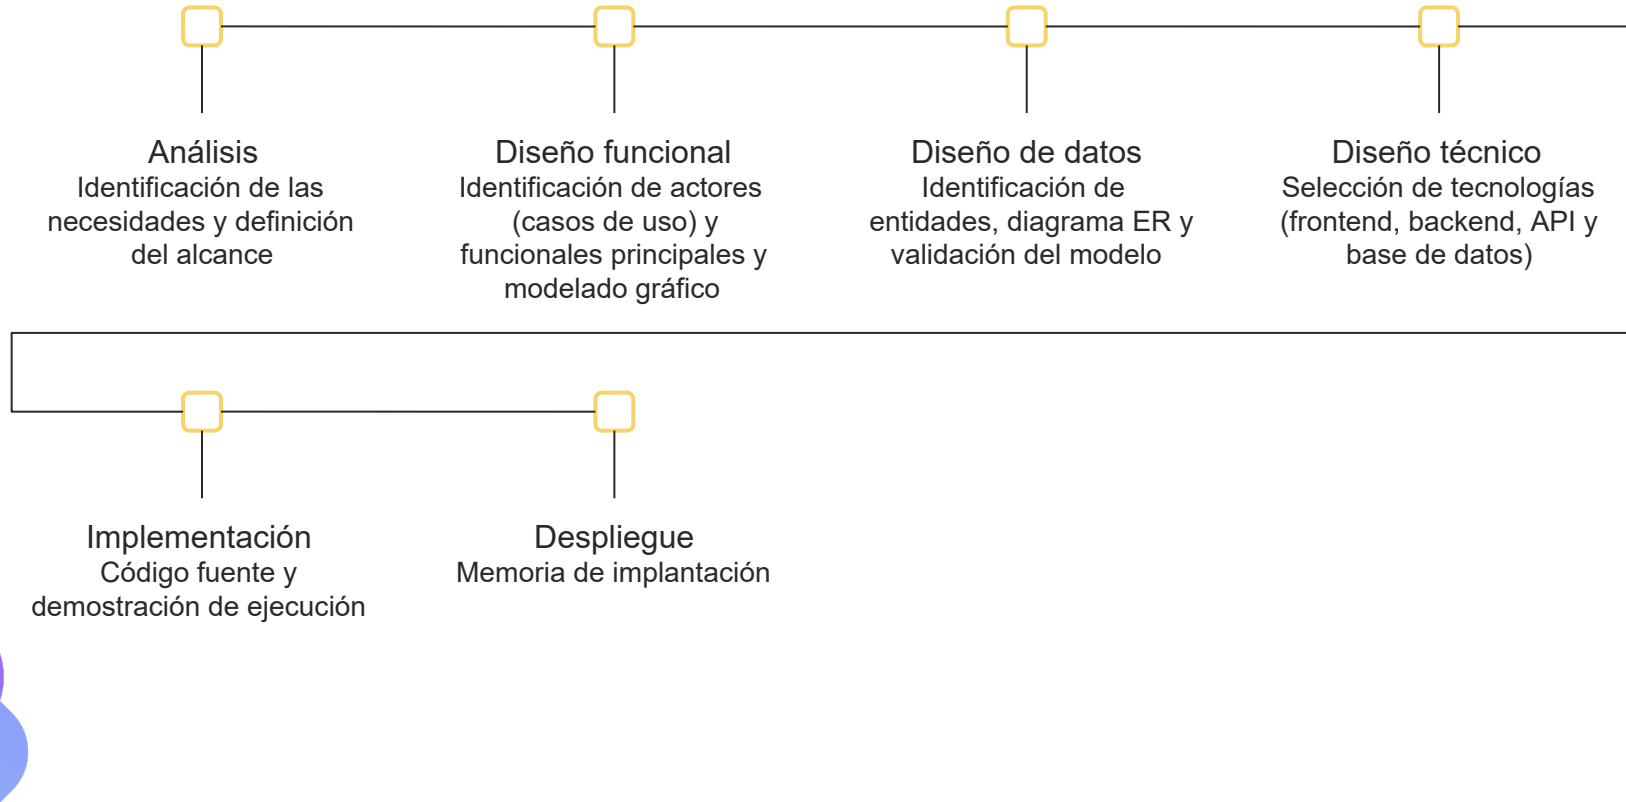 Análisis
Identificación de las
necesidades y definición
del alcance
Diseño funcional
Identificación de actores
(casos de uso) y
funcionales principales y
modelado gráfico
Diseño de datos
Identificación de
entidades, diagrama ER y
validación del modelo
Diseño técnico
Selección de tecnologías
(frontend, backend, API y
base de datos)
Implementación
Código fuente y
demostración de ejecución
Despliegue
Memoria de implantación